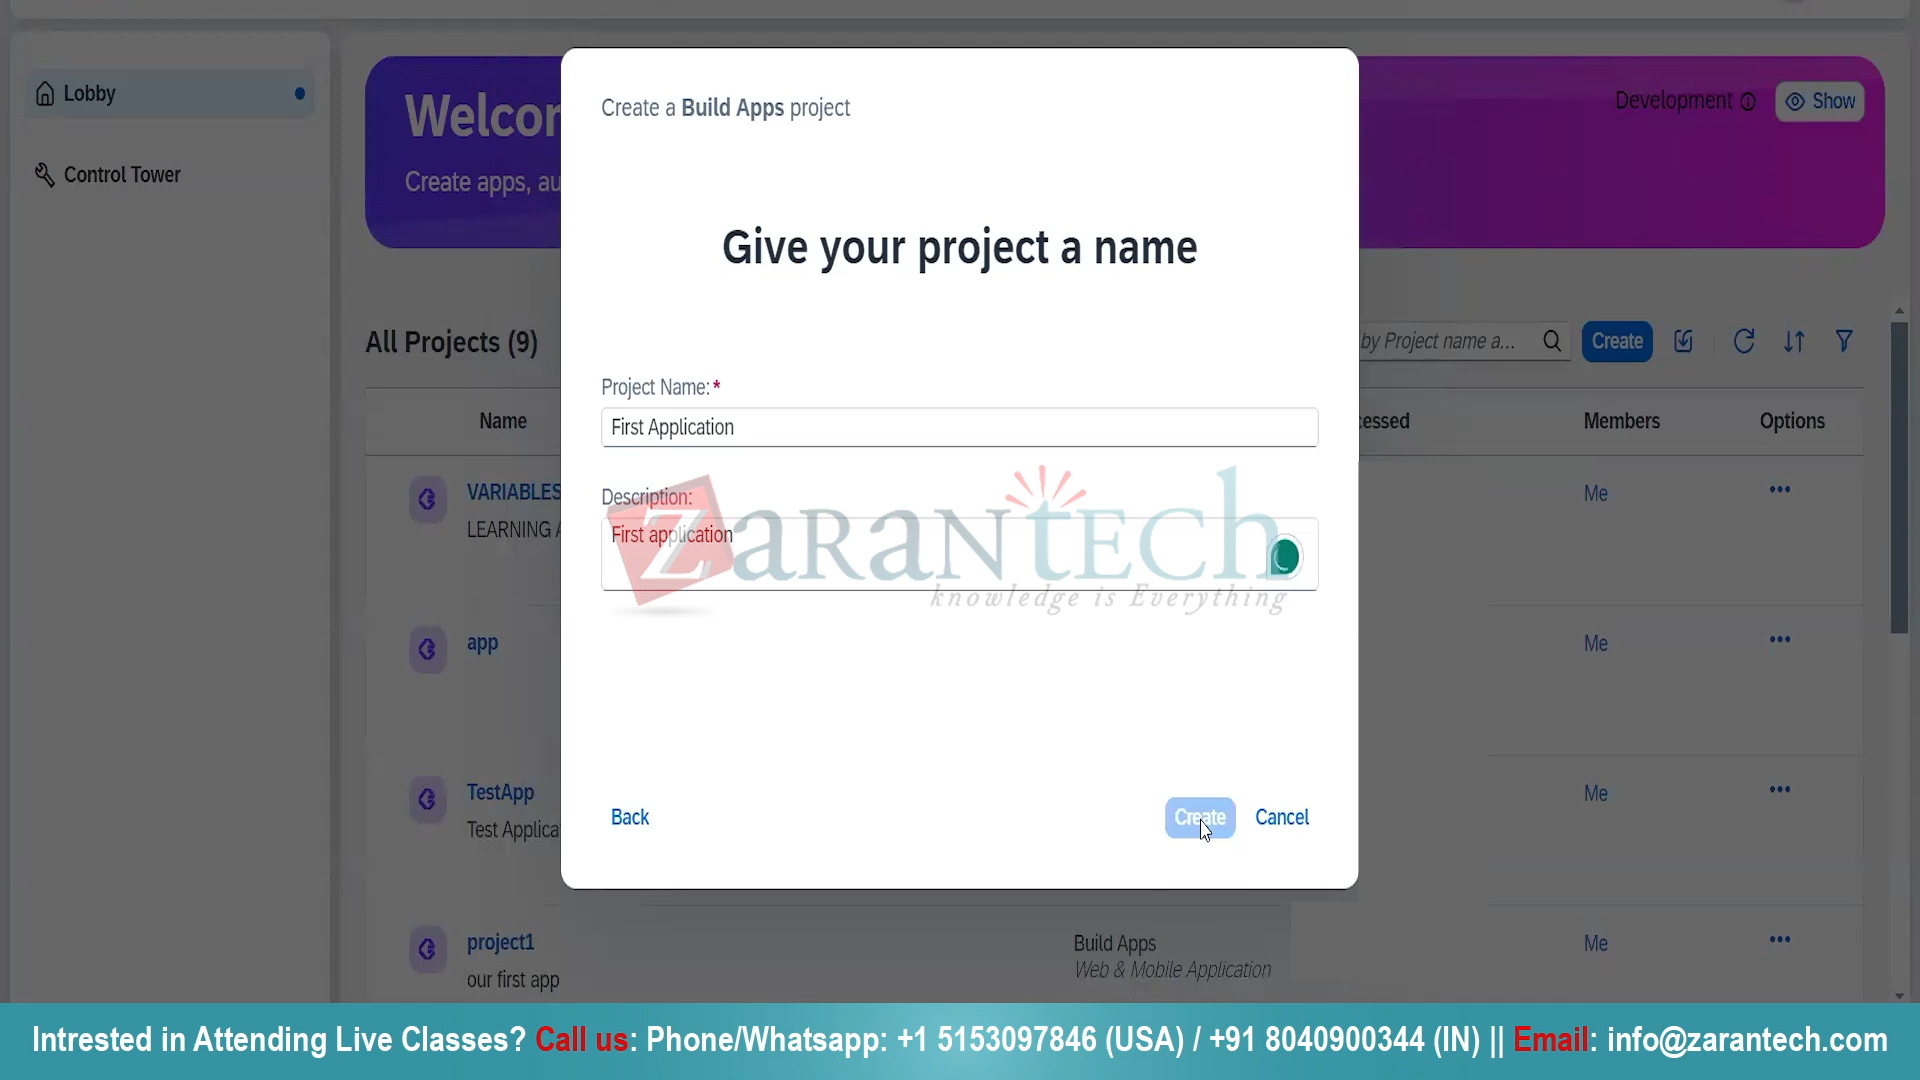 Lobby
Control Tower
Welcor
Create apps, au
Development
Show
All Projects (9)
by Project name a...
Create
Name
cessed
Members
Options
VARIABLES
LEARNING A
Me
app
Me
TestApp
Test Applica
Me
project1
our first app
Build Apps
Web & Mobile Application
Me
Create a Build Apps project
Give your project a name
Project Name:*
First Application
Description:
First application
ZaranTech
knowledge is Everything
Back
Create
Cancel
Intrested in Attending Live Classes? Call us: Phone/Whatsapp: +1 5153097846 (USA) / +91 8040900344 (IN) || Email: info@zarantech.com